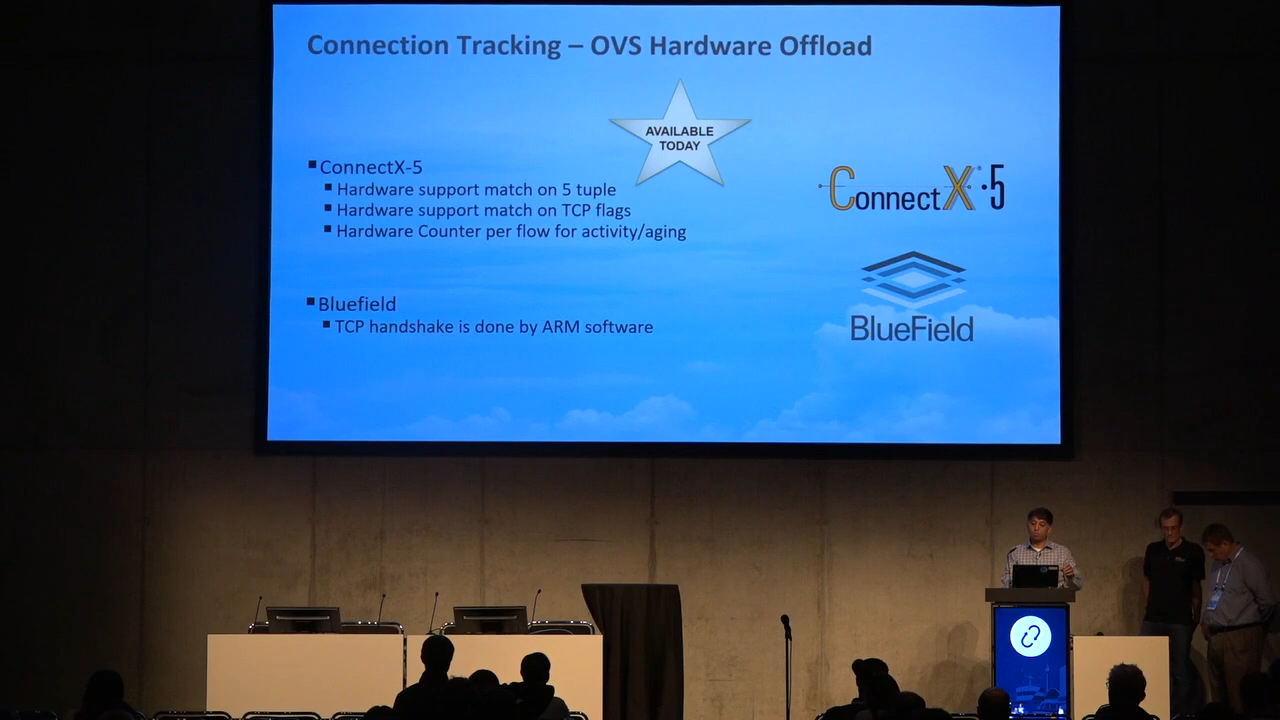 Connection Tracking – OVS Hardware Offload
AVAILABLE
TODAY
ConnectX-5
Hardware support match on 5 tuple
Hardware support match on TCP flags
Hardware Counter per flow for activity/aging
ConnectX®·5
Bluefield
TCP handshake is done by ARM software
BlueField